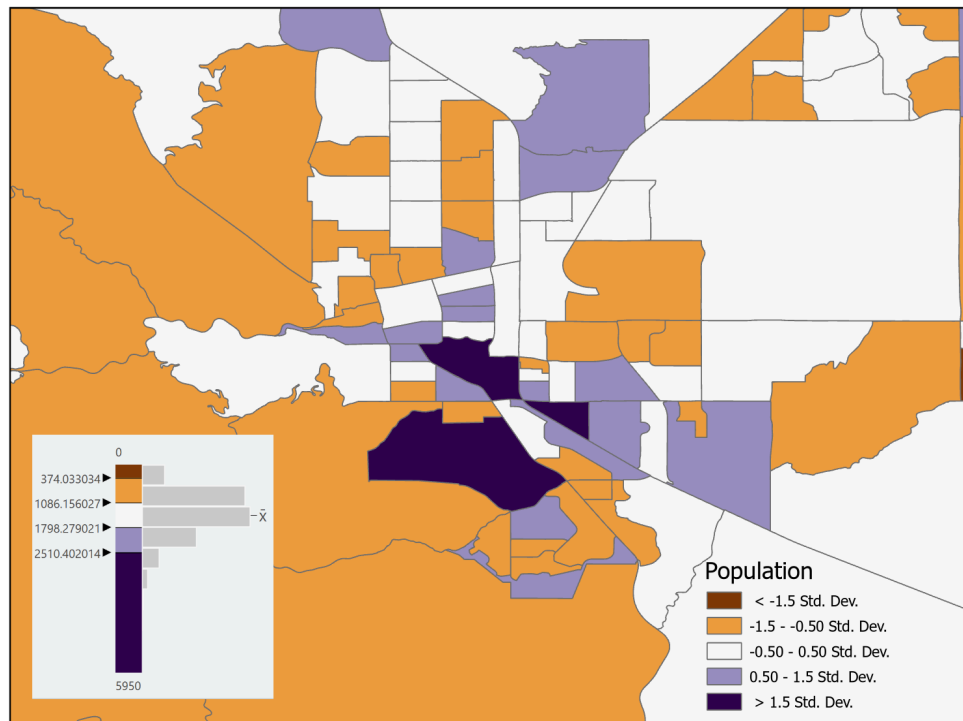 0
374.033034
1086.156027
x̄
1798.279021
2510.402014
5950
Population
< -1.5 Std. Dev.
-1.5 - -0.50 Std. Dev.
-0.50 - 0.50 Std. Dev.
0.50 - 1.5 Std. Dev.
> 1.5 Std. Dev.